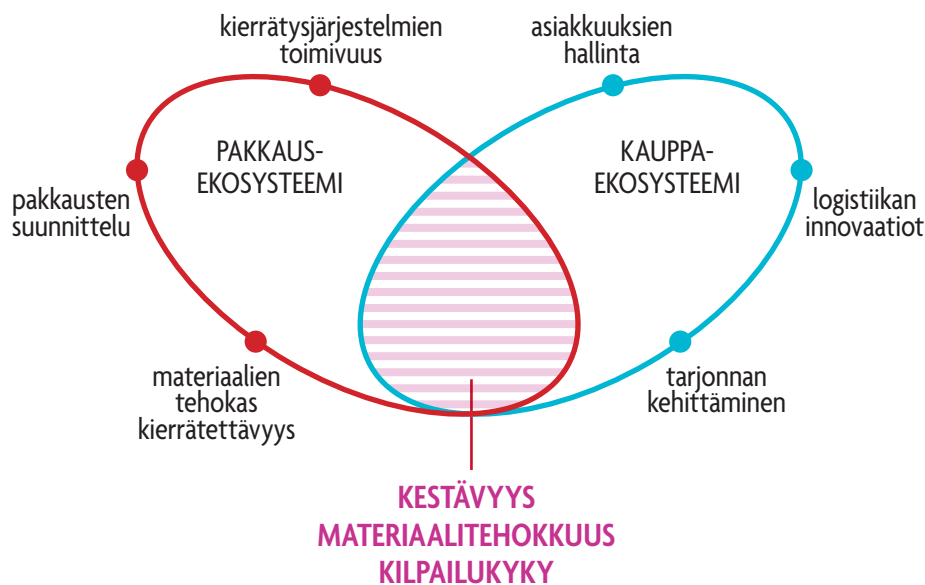 kierrätysjärjestelmien
toimivuus
asiakkuuksien
hallinta
PAKKAUS-
EKOSYSTEEMI
KAUPPA-
EKOSYSTEEMI
pakkausten
suunnittelu
logistiikan
innovaatiot
materiaalien
tehokas
kierrätettävyys
tarjonnan
kehittäminen
KESTÄVYYS
MATERIAALITEHOKKUUS
KILPAILUKYKY